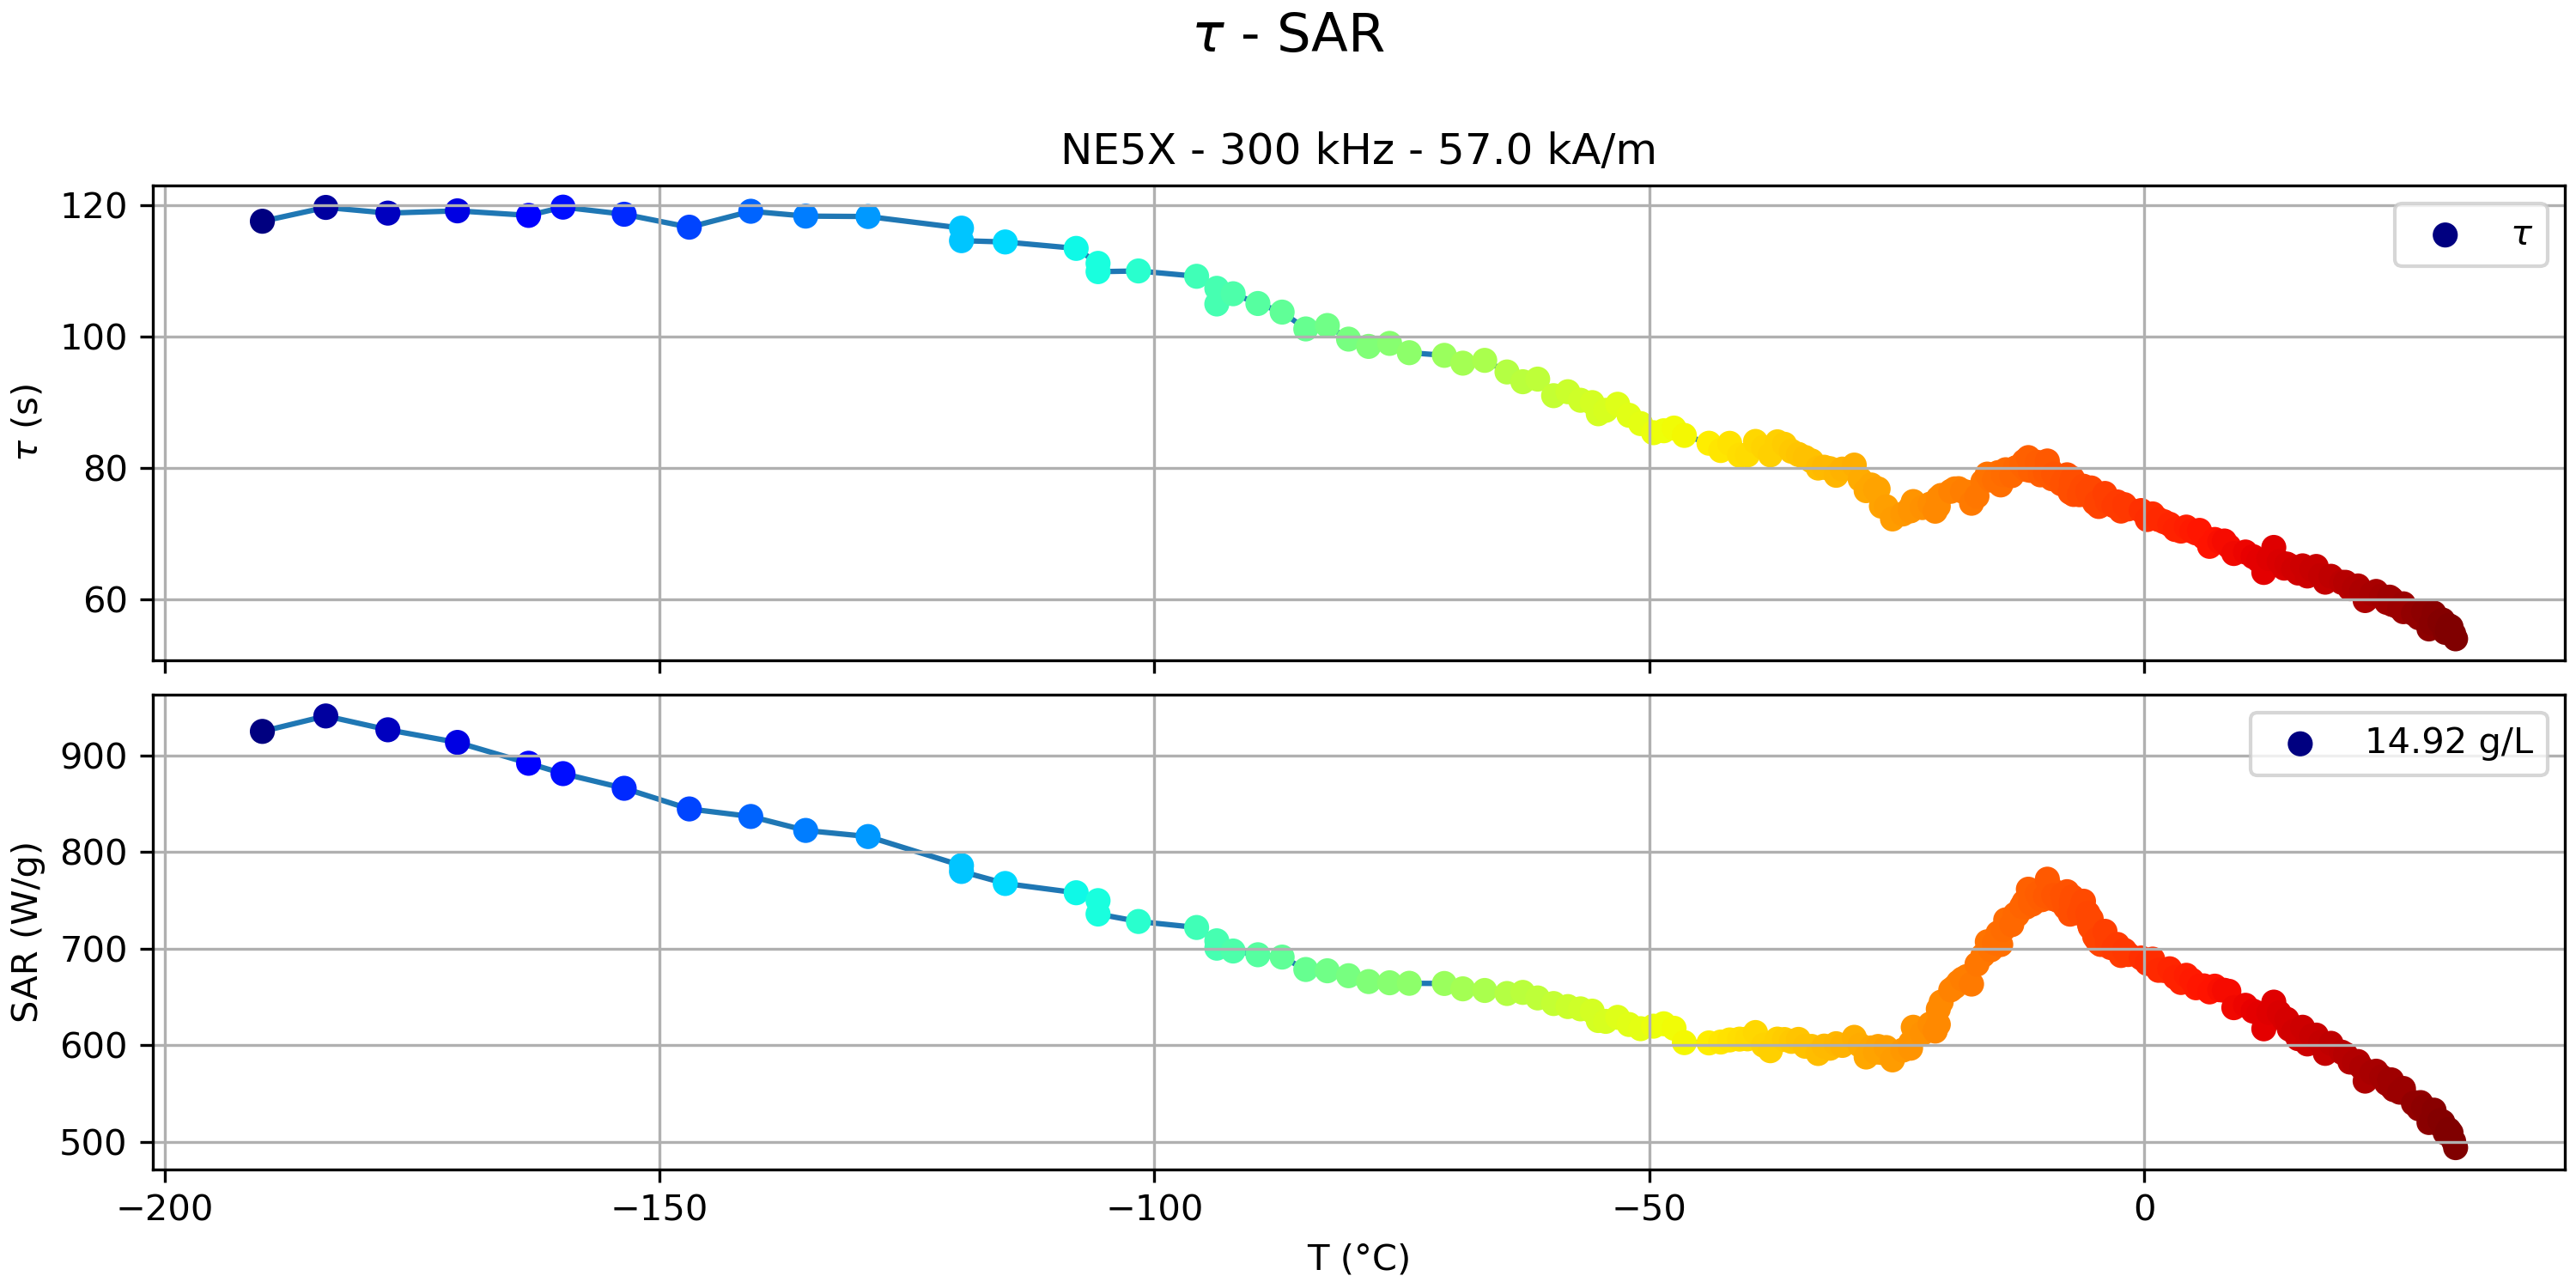 τ - SAR
NE5X - 300 kHz - 57.0 kA/m
120
100
80
60
τ (s)
τ
900
800
700
600
500
SAR (W/g)
14.92 g/L
−200 −150 −100 −50 0
T (°C)